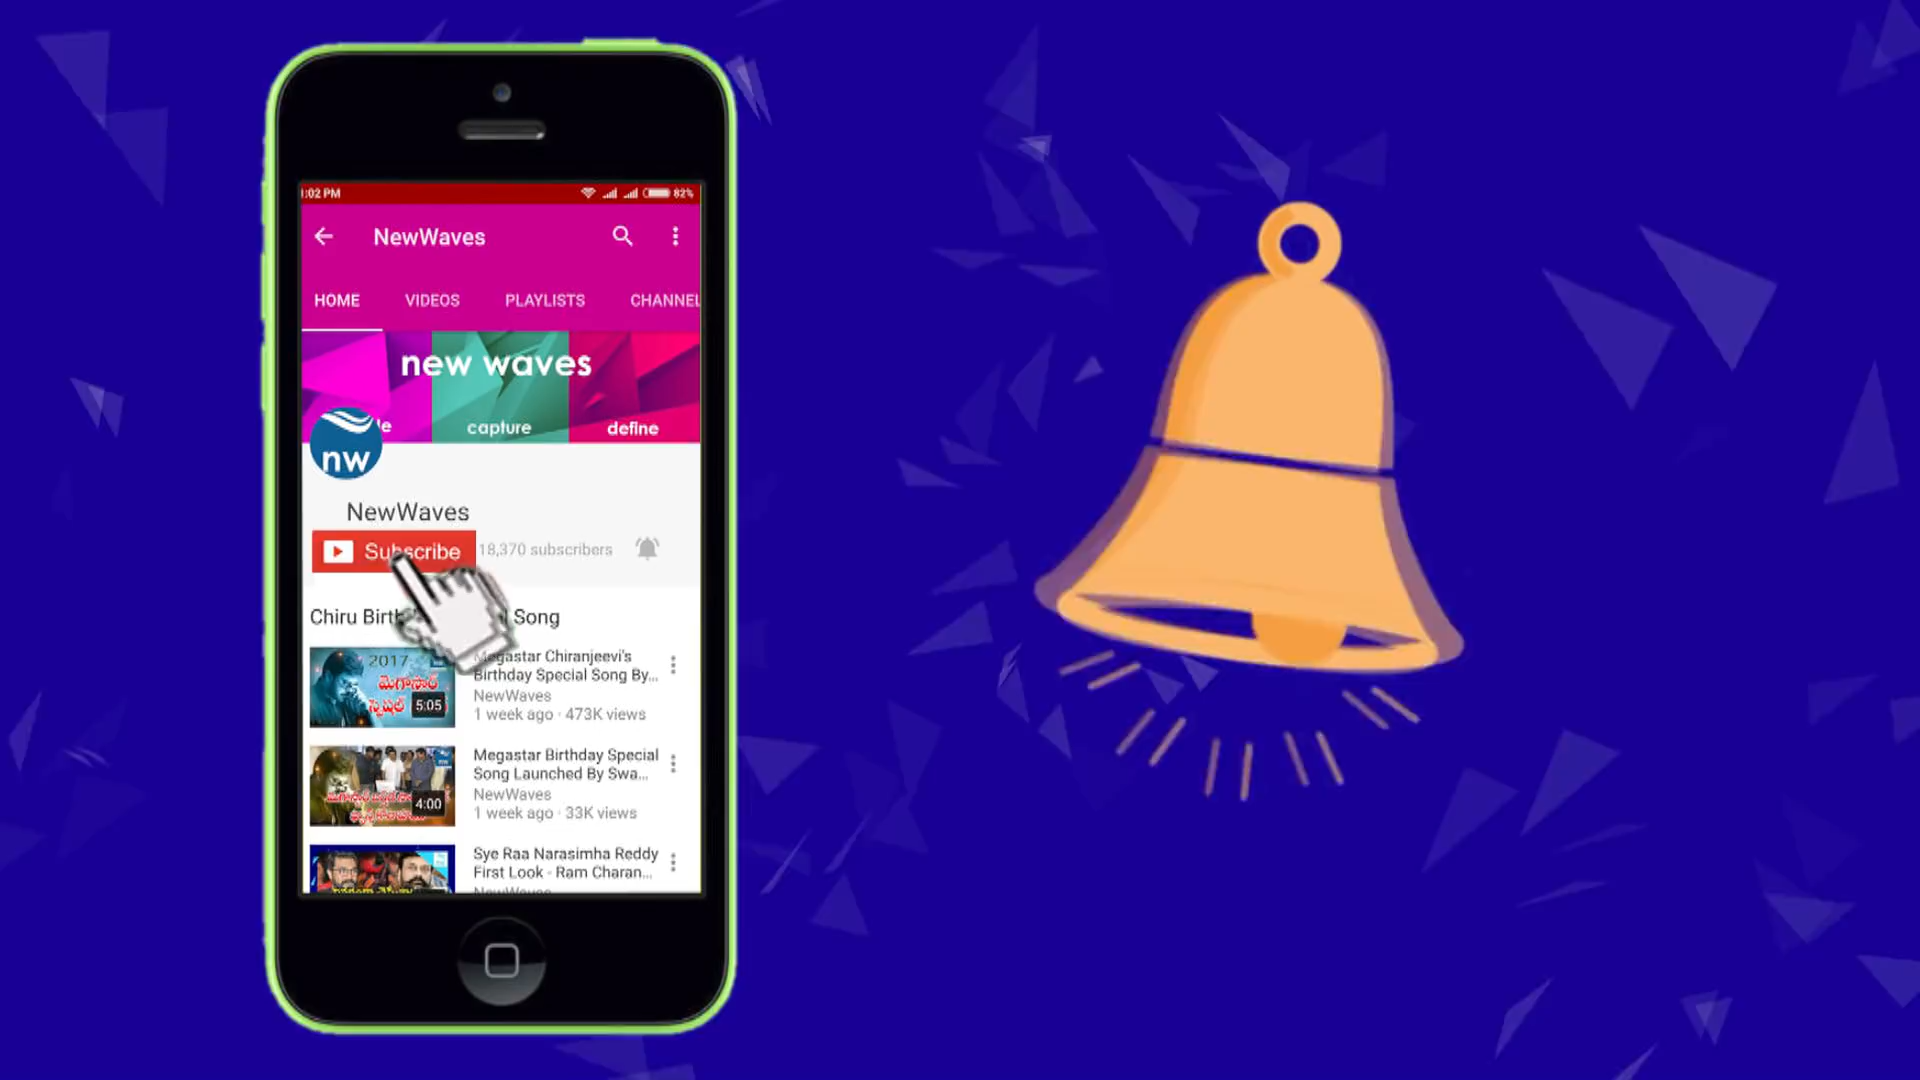 1:02 PM 82%
NewWaves
HOME VIDEOS PLAYLISTS CHANNEL
new waves
capture define
nw
NewWaves
Subscribe 18,370 subscribers
Chiru Song
2017
మెగాస్టార్
స్పెషల్
5:05
Megastar Chiranjeevi's
Birthday Special Song By...
NewWaves
1 week ago · 473K views
4:00
Megastar Birthday Special
Song Launched By Swa...
NewWaves
1 week ago · 33K views
Sye Raa Narasimha Reddy
First Look - Ram Charan...
NewWaves